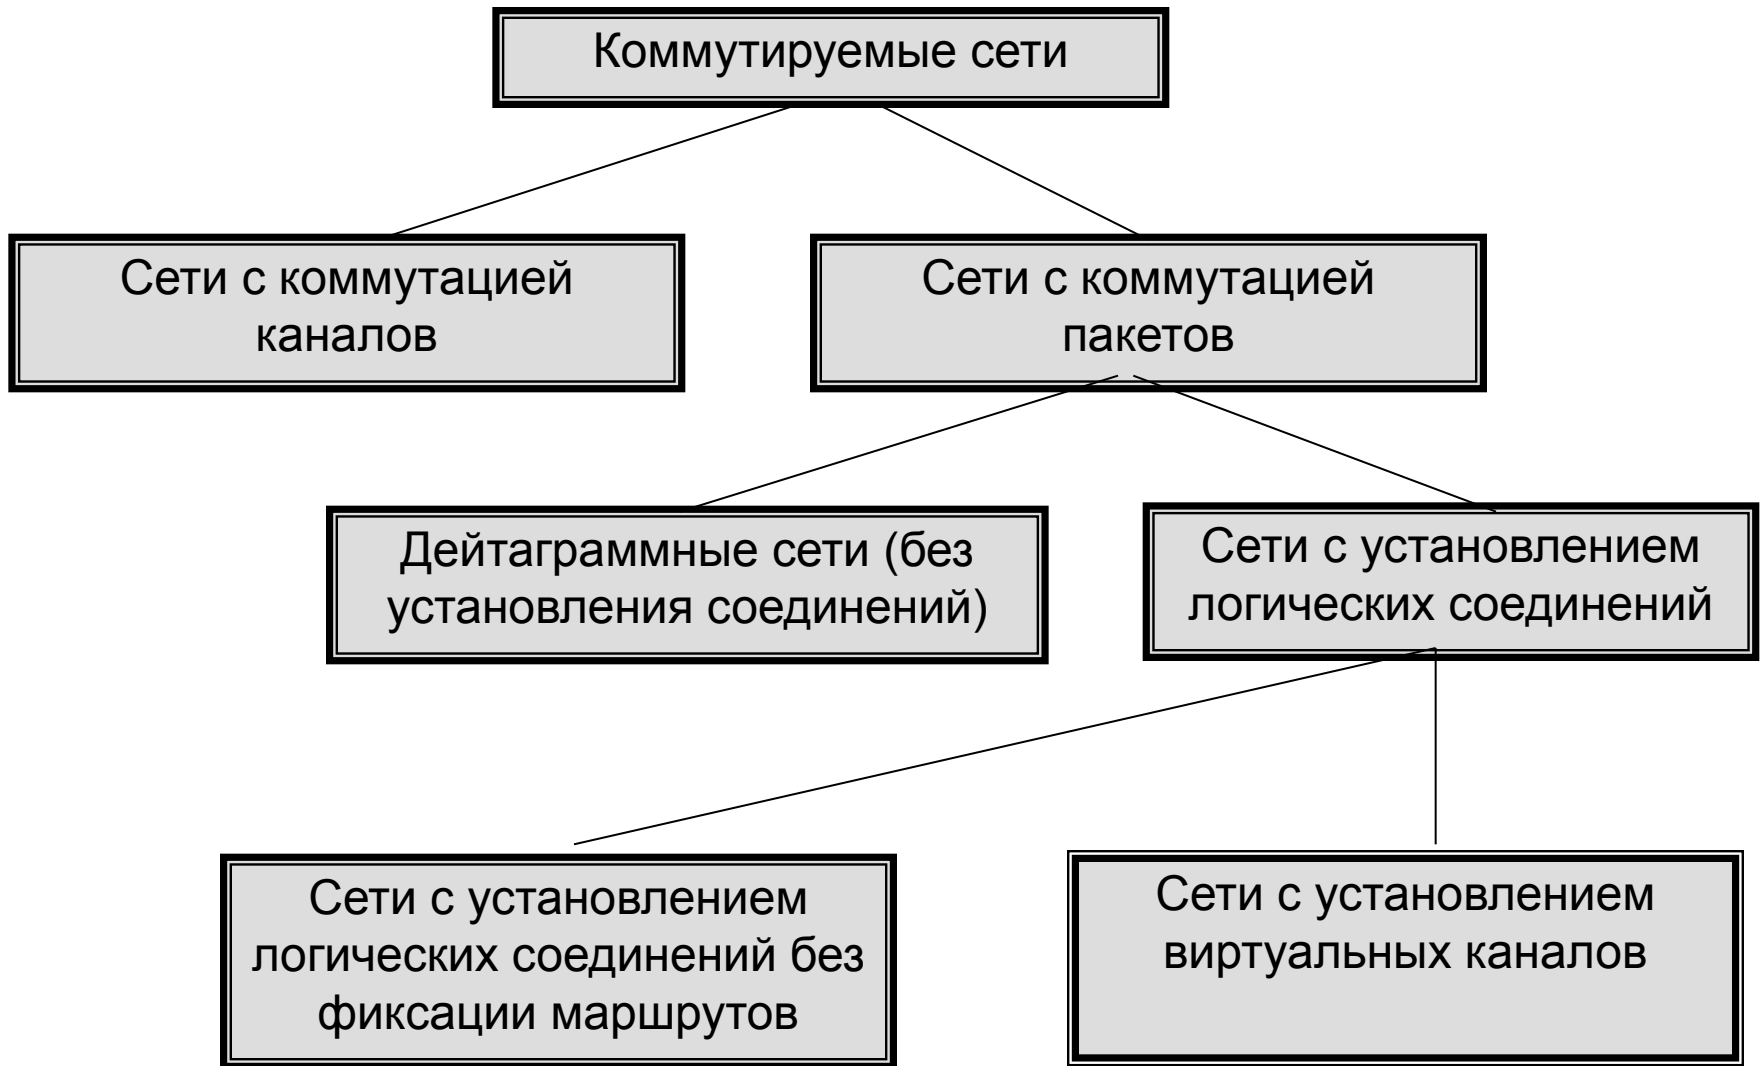 Коммутируемые сети
Сети с коммутацией
каналов
Сети с коммутацией
пакетов
Дейтаграммные сети (без
установления соединений)
Сети с установлением
логических соединений
Сети с установлением
логических соединений без
фиксации маршрутов
Сети с установлением
виртуальных каналов